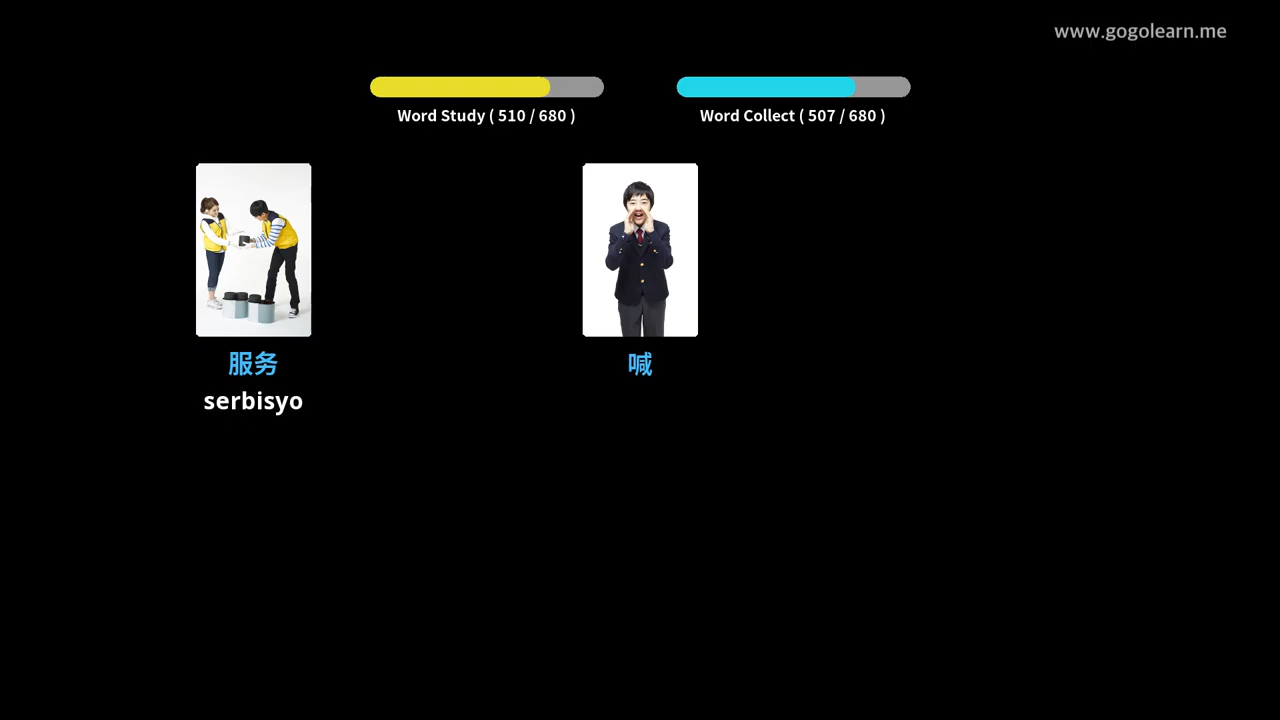 www.gogolearn.me
Word Study ( 510 / 680 )
Word Collect ( 507 / 680 )
服务
serbisyo
喊